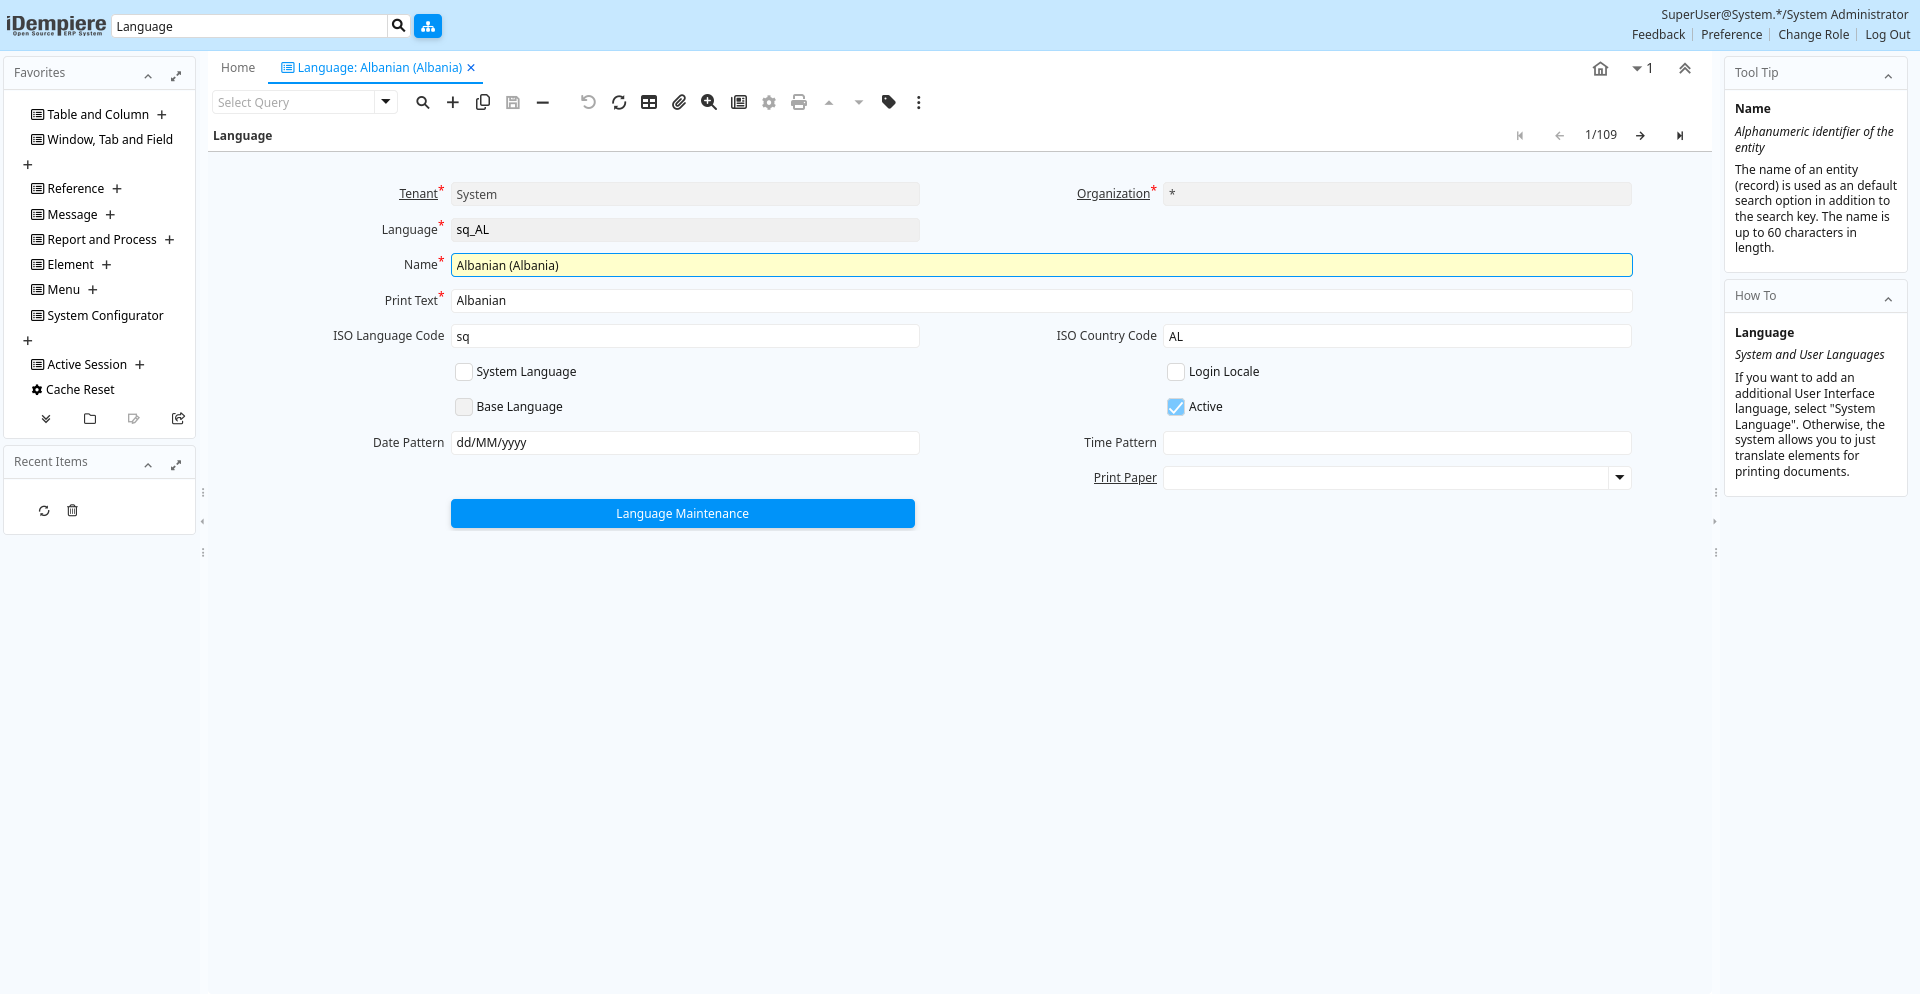 iDempiere
Open Source ERP System
Language
SuperUser@System.*/System Administrator
Feedback
Preference
Change Role
Log Out
Favorites
Table and Column
Window, Tab and Field
Reference
Message
Report and Process
Element
Menu
System Configurator
Active Session
Cache Reset
Recent Items
Home
Language: Albanian (Albania)
1
Select Query
Language
1/109
Tenant*
System
Organization*
*
Language*
sq_AL
Name*
Albanian (Albania)
Print Text*
Albanian
ISO Language Code
sq
ISO Country Code
AL
System Language
Login Locale
Base Language
Active
Date Pattern
dd/MM/yyyy
Time Pattern
Print Paper
Language Maintenance
Tool Tip
Name
Alphanumeric identifier of the
entity
The name of an entity
(record) is used as an default
search option in addition to
the search key. The name is
up to 60 characters in
length.
How To
Language
System and User Languages
If you want to add an
additional User Interface
language, select "System
Language". Otherwise, the
system allows you to just
translate elements for
printing documents.